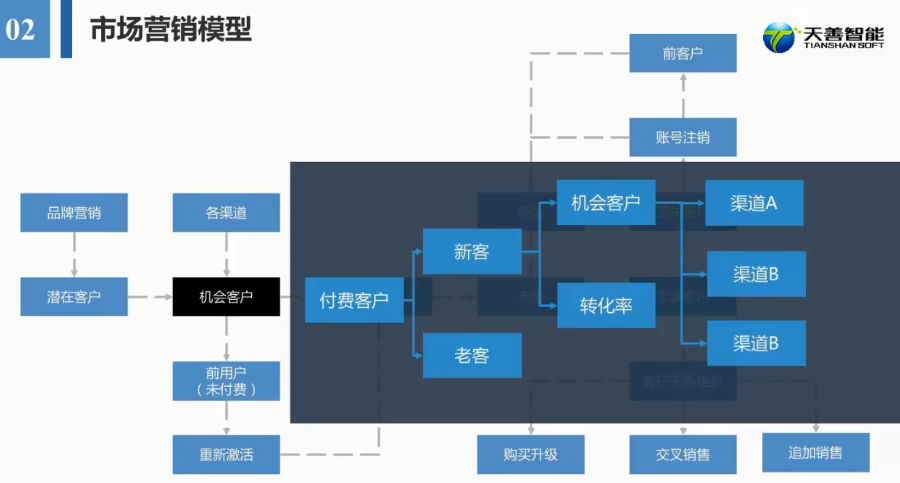 02
市场营销模型
天善智能
TIANSHAN SOFT
前客户
账号注销
品牌营销
各渠道
潜在客户
机会客户
前用户
（未付费）
重新激活
付费客户
新客
老客
机会客户
转化率
渠道A
渠道B
渠道B
购买升级
交叉销售
追加销售